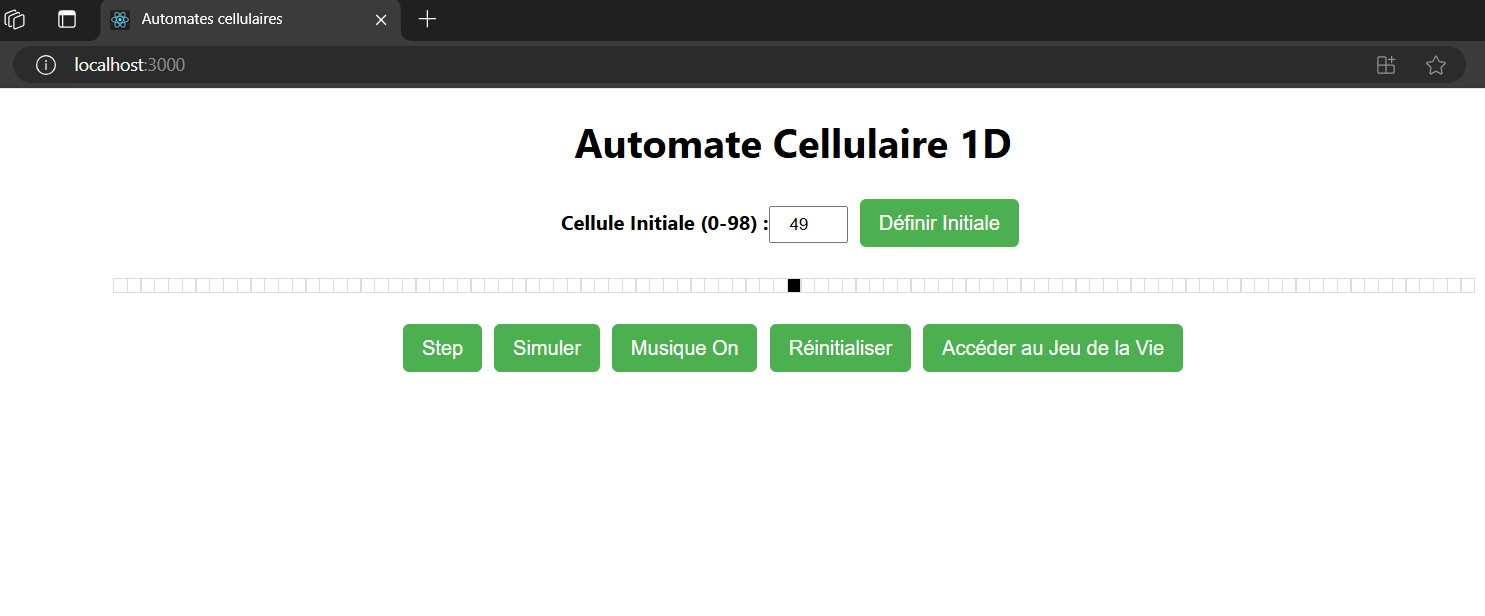 Automates cellulaires
localhost:3000
Automate Cellulaire 1D
Cellule Initiale (0-98) : 49 Définir Initiale
Step Simuler Musique On Réinitialiser Accéder au Jeu de la Vie